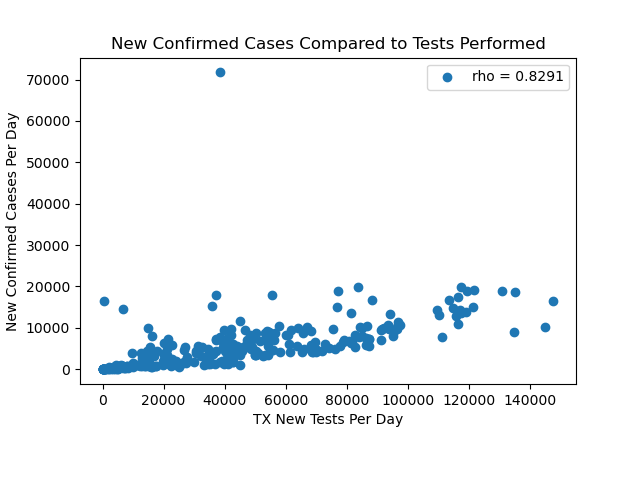 New Confirmed Cases Compared to Tests Performed
rho = 0.8291
New Confirmed Caeses Per Day
70000
60000
50000
40000
30000
20000
10000
0
0 20000 40000 60000 80000 100000 120000 140000
TX New Tests Per Day